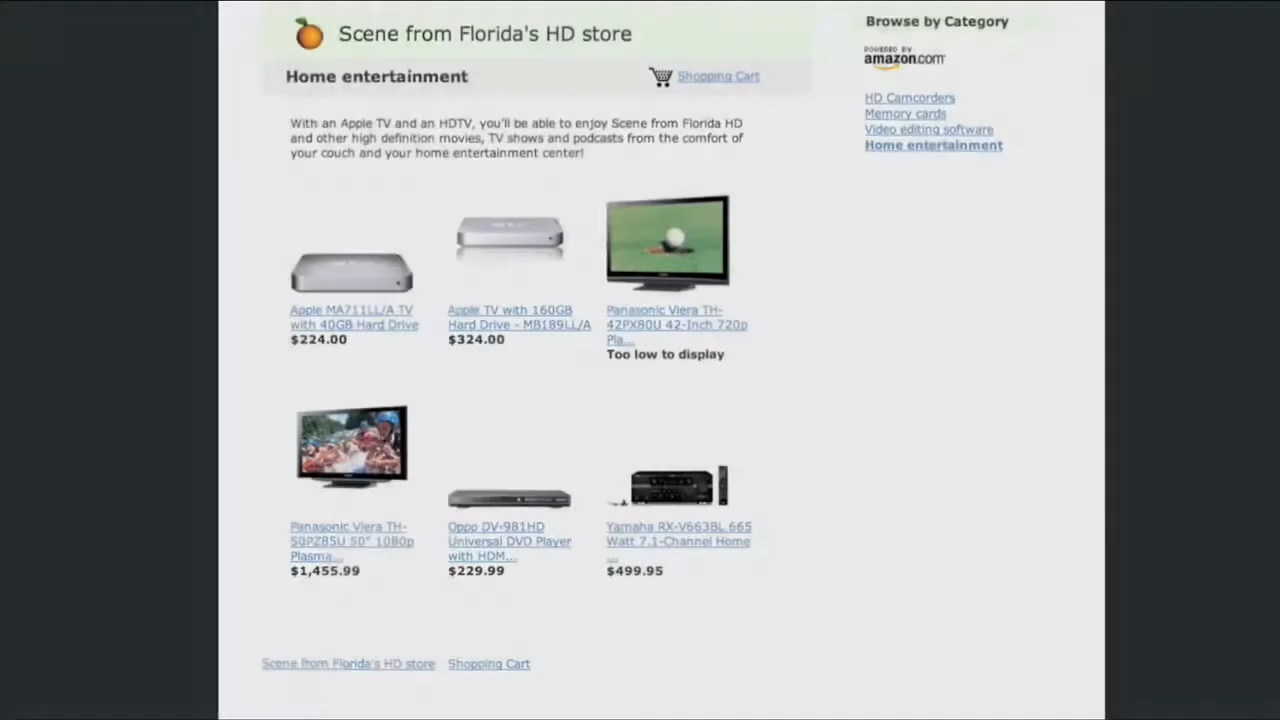 Scene from Florida's HD store
Home entertainment
Shopping Cart
With an Apple TV and an HDTV, you'll be able to enjoy Scene from Florida HD
and other high definition movies, TV shows and podcasts from the comfort of
your couch and your home entertainment center!
Apple MA711LL/A TV
with 40GB Hard Drive
$224.00
Apple TV with 160GB
Hard Drive - MB189LL/A
$324.00
Panasonic Viera TH-
42PX80U 42-Inch 720p
Pla...
Too low to display
Panasonic Viera TH-
50PZ85U 50" 1080p
Plasma...
$1,455.99
Oppo DV-981HD
Universal DVD Player
with HDM...
$229.99
Yamaha RX-V663BL 665
Watt 7.1-Channel Home
...
$499.95
Scene from Florida's HD store
Shopping Cart
Browse by Category
POWERED BY
amazon.com
HD Camcorders
Memory cards
Video editing software
Home entertainment